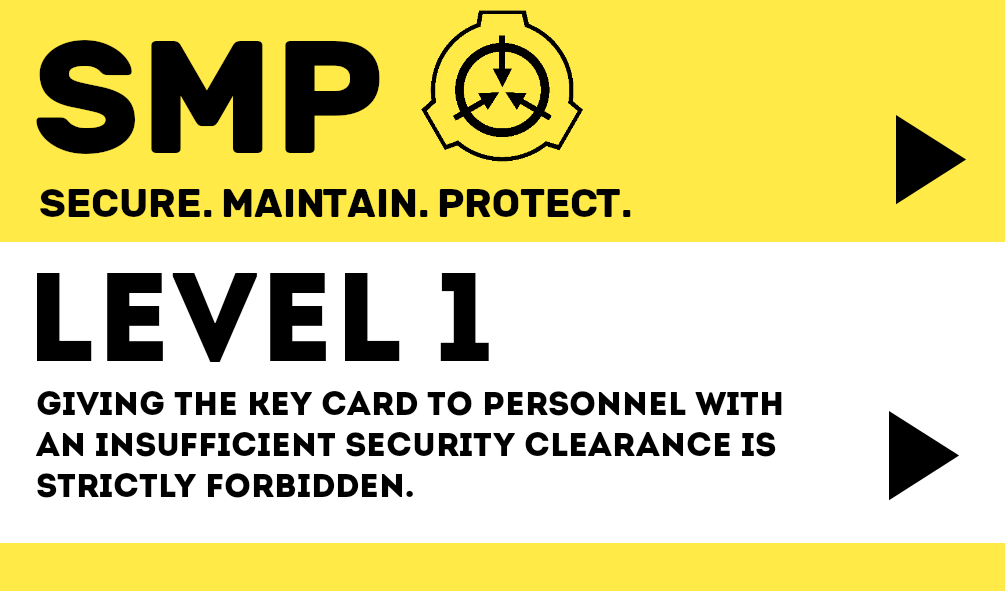 SMP
SECURE. MAINTAIN. PROTECT.
LEVEL 1
GIVING THE KEY CARD TO PERSONNEL WITH
AN INSUFFICIENT SECURITY CLEARANCE IS
STRICTLY FORBIDDEN.